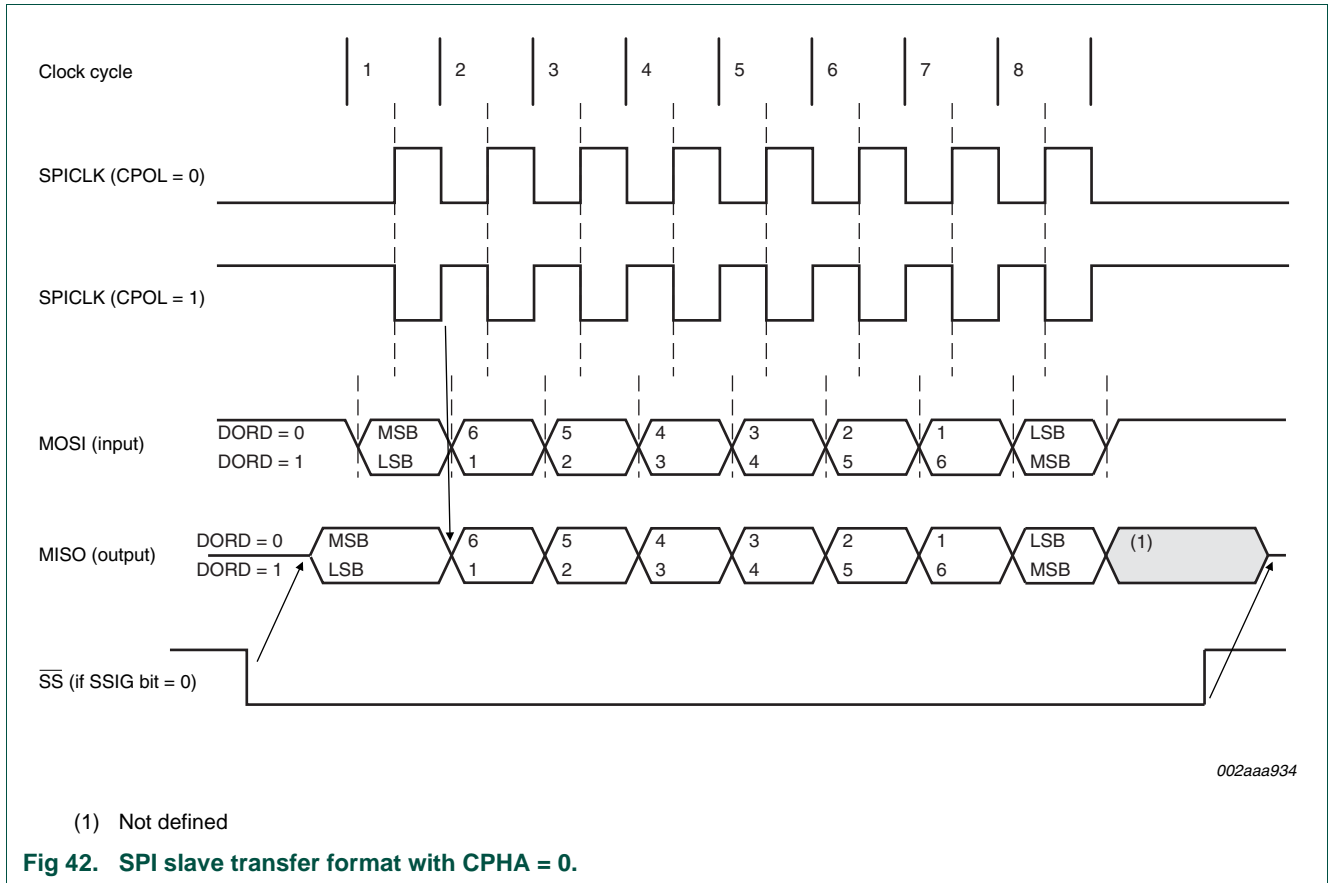 Clock cycle 1 2 3 4 5 6 7 8
SPICLK (CPOL = 0)
SPICLK (CPOL = 1)
MOSI (input) DORD = 0 MSB 6 5 4 3 2 1 LSB
DORD = 1 LSB 1 2 3 4 5 6 MSB
MISO (output) DORD = 0 MSB 6 5 4 3 2 1 LSB (1)
DORD = 1 LSB 1 2 3 4 5 6 MSB
S̅S̅ (if SSIG bit = 0)
002aaa934
(1) Not defined
Fig 42. SPI slave transfer format with CPHA = 0.